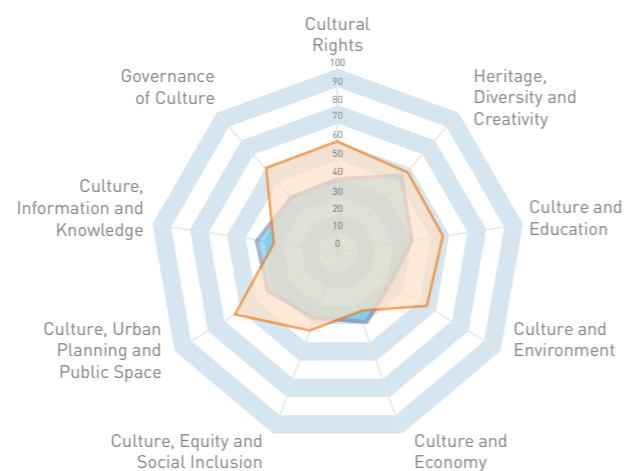 Cultural
Rights
100
90
80
70
60
50
40
30
20
10
0
Heritage,
Diversity and
Creativity
Culture and
Education
Culture and
Environment
Culture and
Economy
Culture, Equity and
Social Inclusion
Culture, Urban
Planning and
Public Space
Culture,
Information and
Knowledge
Governance
of Culture